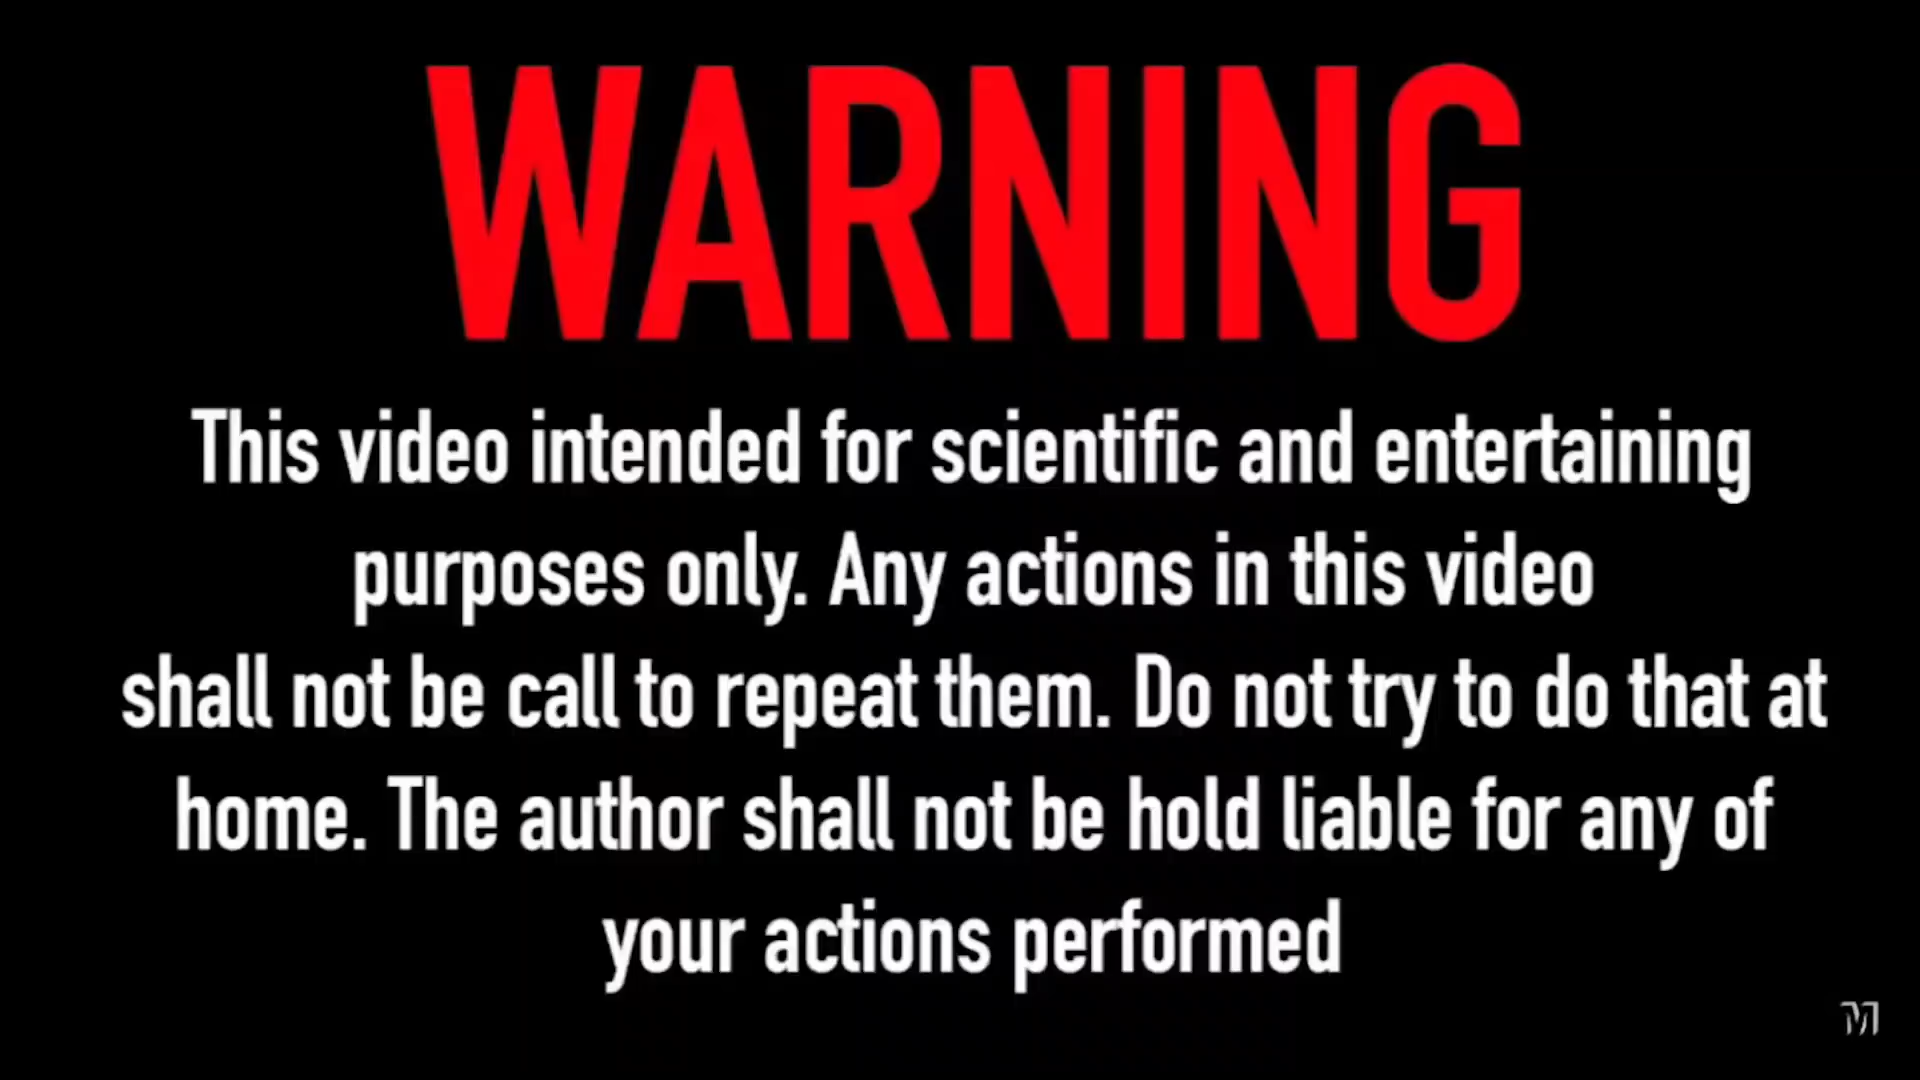 WARNING
This video intended for scientific and entertaining
purposes only. Any actions in this video
shall not be call to repeat them. Do not try to do that at
home. The author shall not be hold liable for any of
your actions performed